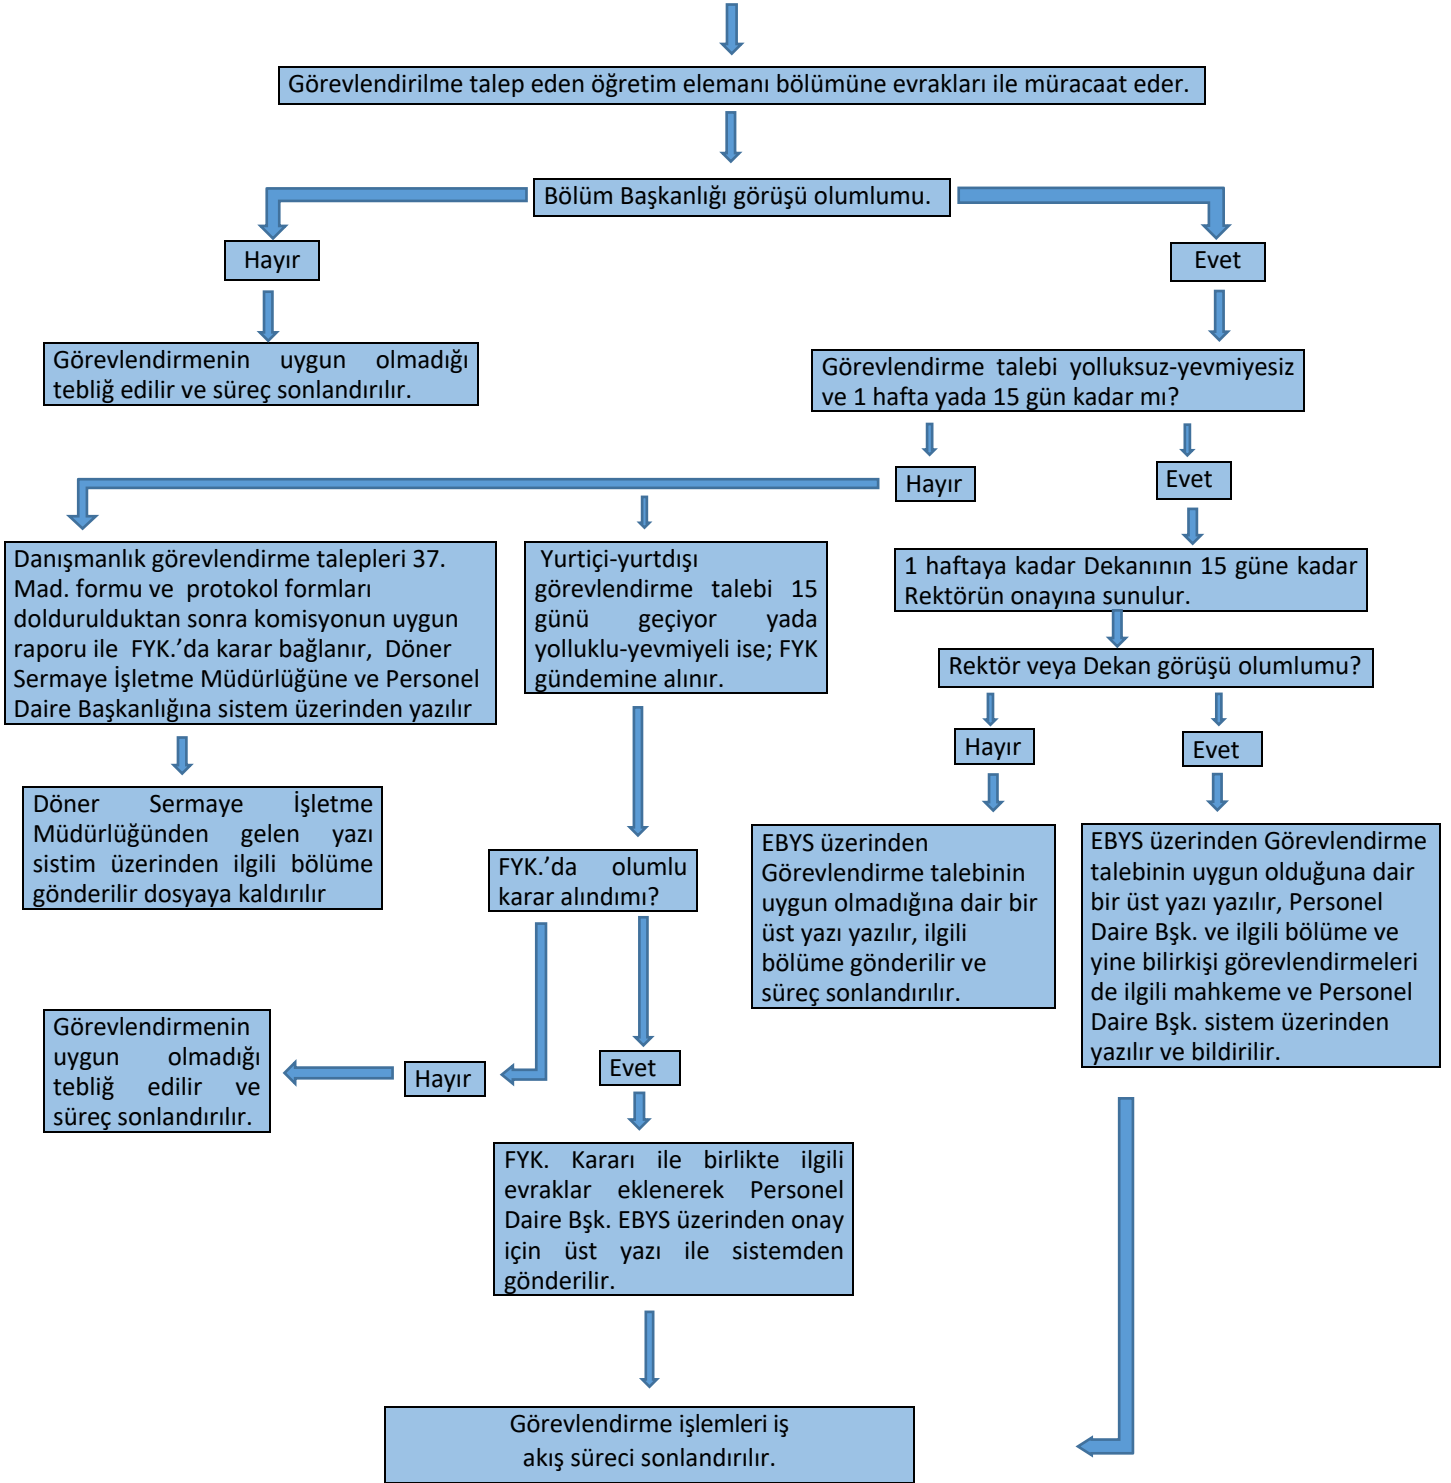 Görevlendirilme talep eden öğretim elemanı bölümüne evrakları ile müracaat eder.
Bölüm Başkanlığı görüşü olumlumu.
Hayır
Evet
Görevlendirmenin uygun olmadığı
tebliğ edilir ve süreç sonlandırılır.
Görevlendirme talebi yolluksuz-yevmiyesiz
ve 1 hafta yada 15 gün kadar mı?
Hayır
Evet
Danışmanlık görevlendirme talepleri 37.
Mad. formu ve protokol formları
doldurulduktan sonra komisyonun uygun
raporu ile FYK.’da karar bağlanır, Döner
Sermaye İşletme Müdürlüğüne ve Personel
Daire Başkanlığına sistem üzerinden yazılır
Yurtiçi-yurtdışı
görevlendirme talebi 15
günü geçiyor yada
yolluklu-yevmiyeli ise; FYK
gündemine alınır.
1 haftaya kadar Dekanının 15 güne kadar
Rektörün onayına sunulur.
Rektör veya Dekan görüşü olumlumu?
Hayır
Evet
Döner Sermaye İşletme
Müdürlüğünden gelen yazı
sistim üzerinden ilgili bölüme
gönderilir dosyaya kaldırılır
FYK.’da olumlu
karar alındımı?
EBYS üzerinden
Görevlendirme talebinin
uygun olmadığına dair bir
üst yazı yazılır, ilgili
bölüme gönderilir ve
süreç sonlandırılır.
EBYS üzerinden Görevlendirme
talebinin uygun olduğuna dair
bir üst yazı yazılır, Personel
Daire Bşk. ve ilgili bölüme ve
yine bilirkişi görevlendirmeleri
de ilgili mahkeme ve Personel
Daire Bşk. sistem üzerinden
yazılır ve bildirilir.
Görevlendirmenin
uygun olmadığı
tebliğ edilir ve
süreç sonlandırılır.
Hayır
Evet
FYK. Kararı ile birlikte ilgili
evraklar eklenerek Personel
Daire Bşk. EBYS üzerinden onay
için üst yazı ile sistemden
gönderilir.
Görevlendirme işlemleri iş
akış süreci sonlandırılır.